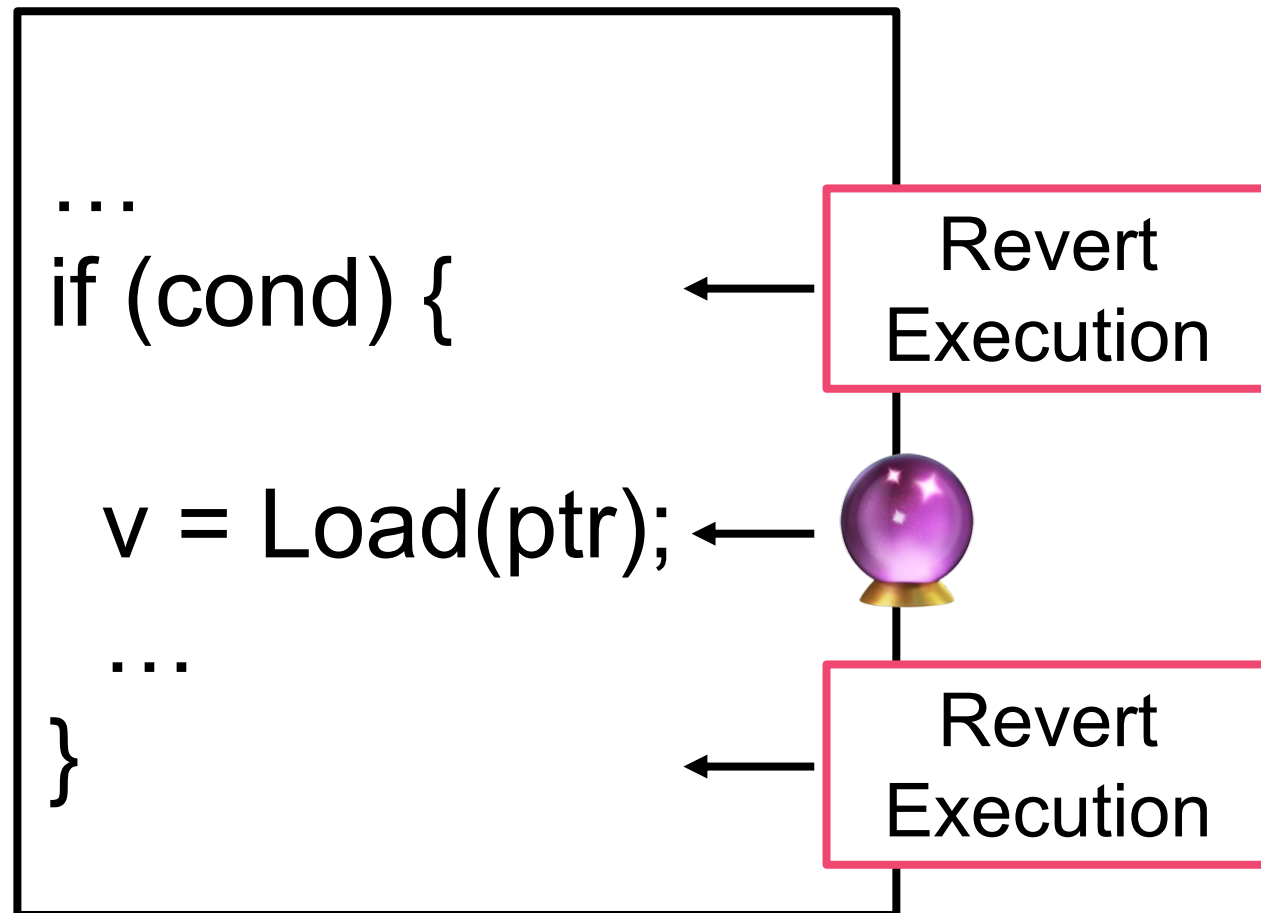 …
if (cond) {
Revert
Execution
v = Load(ptr);
…
}
Revert
Execution